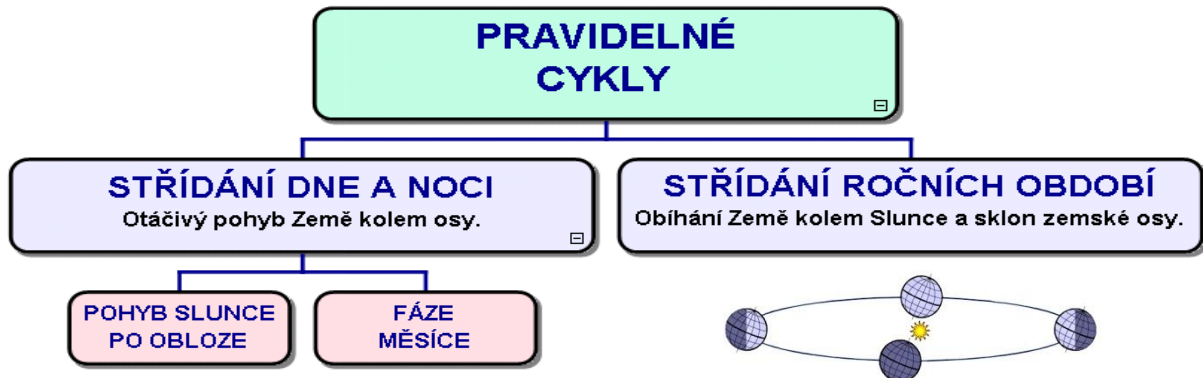 PRAVIDELNÉ
CYKLY
STŘÍDÁNÍ DNE A NOCI
Otáčivý pohyb Země kolem osy.
STŘÍDÁNÍ ROČNÍCH OBDOBÍ
Obíhání Země kolem Slunce a sklon zemské osy.
POHYB SLUNCE
PO OBLOZE
FÁZE
MĚSÍCE